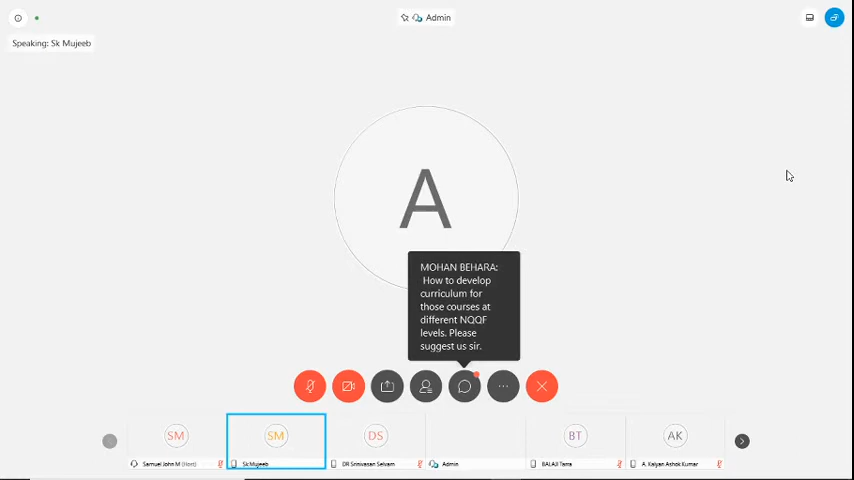 Admin
Speaking: Sk Mujeeb
A
MOHAN BEHARA:
How to develop
curriculum for
those courses at
different NQQF
levels. Please
suggest us sir.
SM
SM
DS
BT
AK
Samuel John M (Host)
Sk Mujeeb
DR Srinivasan Selvam
Admin
BALAJI Tarra
A. Kalyan Ashok Kumar